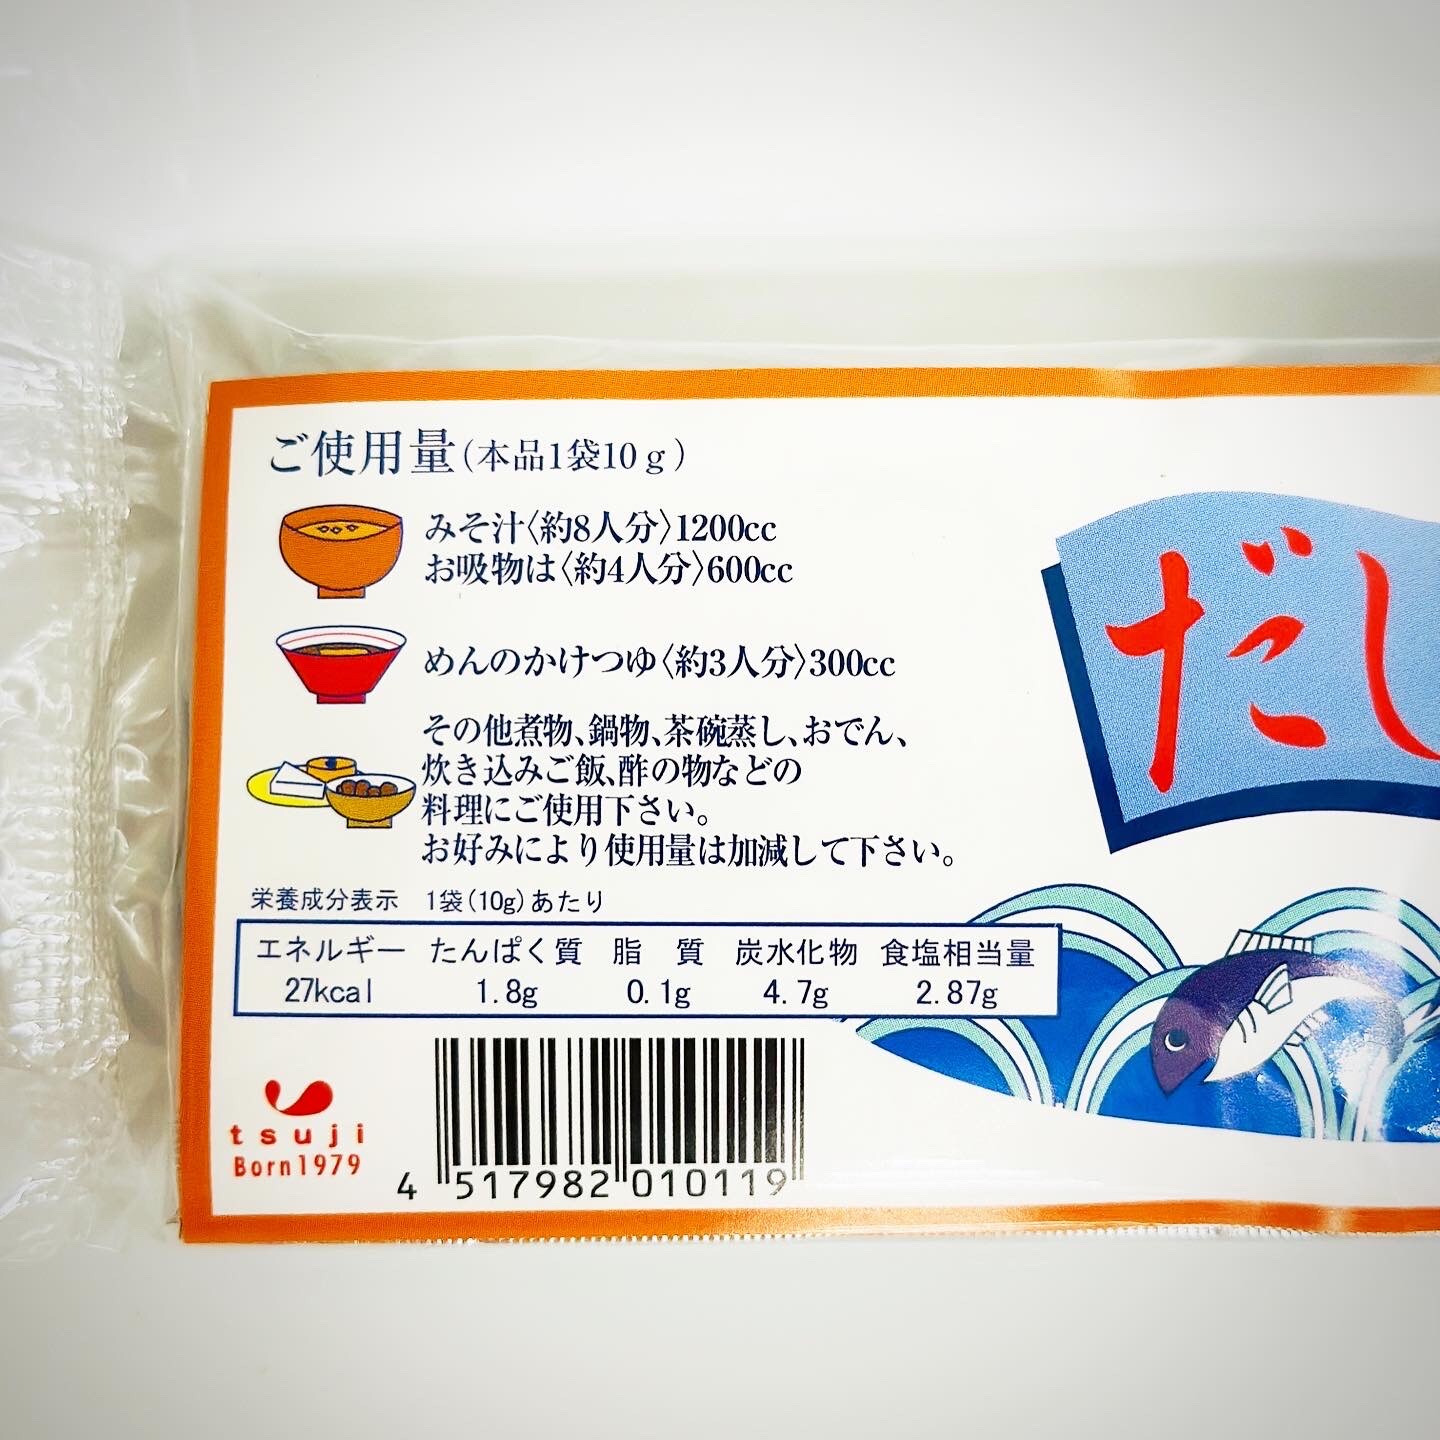 ご使用量(本品1袋10g)
みそ汁〈約8人分〉1200cc
お吸物は〈約4人分〉600cc
めんのかけつゆ〈約3人分〉300cc
その他煮物、鍋物、茶碗蒸し、おでん、
炊き込みご飯、酢の物などの
料理にご使用下さい。
お好みにより使用量は加減して下さい。
栄養成分表示 1袋(10g)あたり
エネルギー たんぱく質 脂 質 炭水化物 食塩相当量
27kcal 1.8g 0.1g 4.7g 2.87g
tsuji
Born1979
4 517982 010119
だし